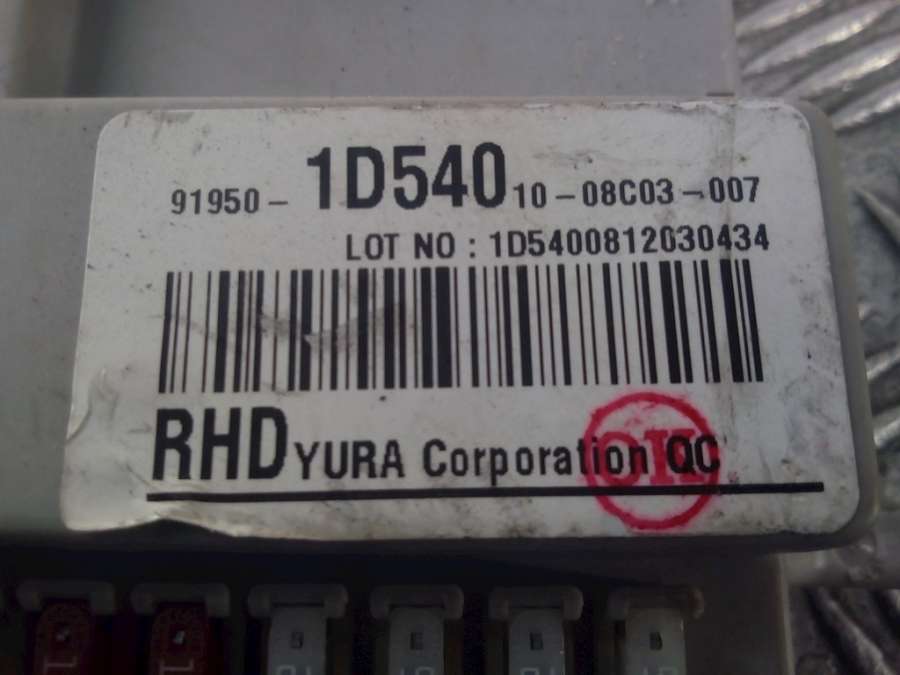 91950- 1D540 10-08C03-007
LOT NO : 1D5400812030434
RHD YURA Corporation QC
OK